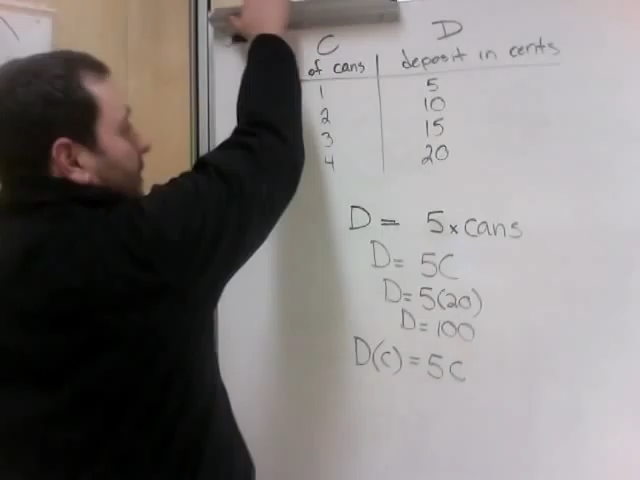 C D
of cans deposit in cents
1 5
2 10
3 15
4 20
D = 5 x cans
D = 5C
D = 5(20)
D = 100
D(c) = 5C